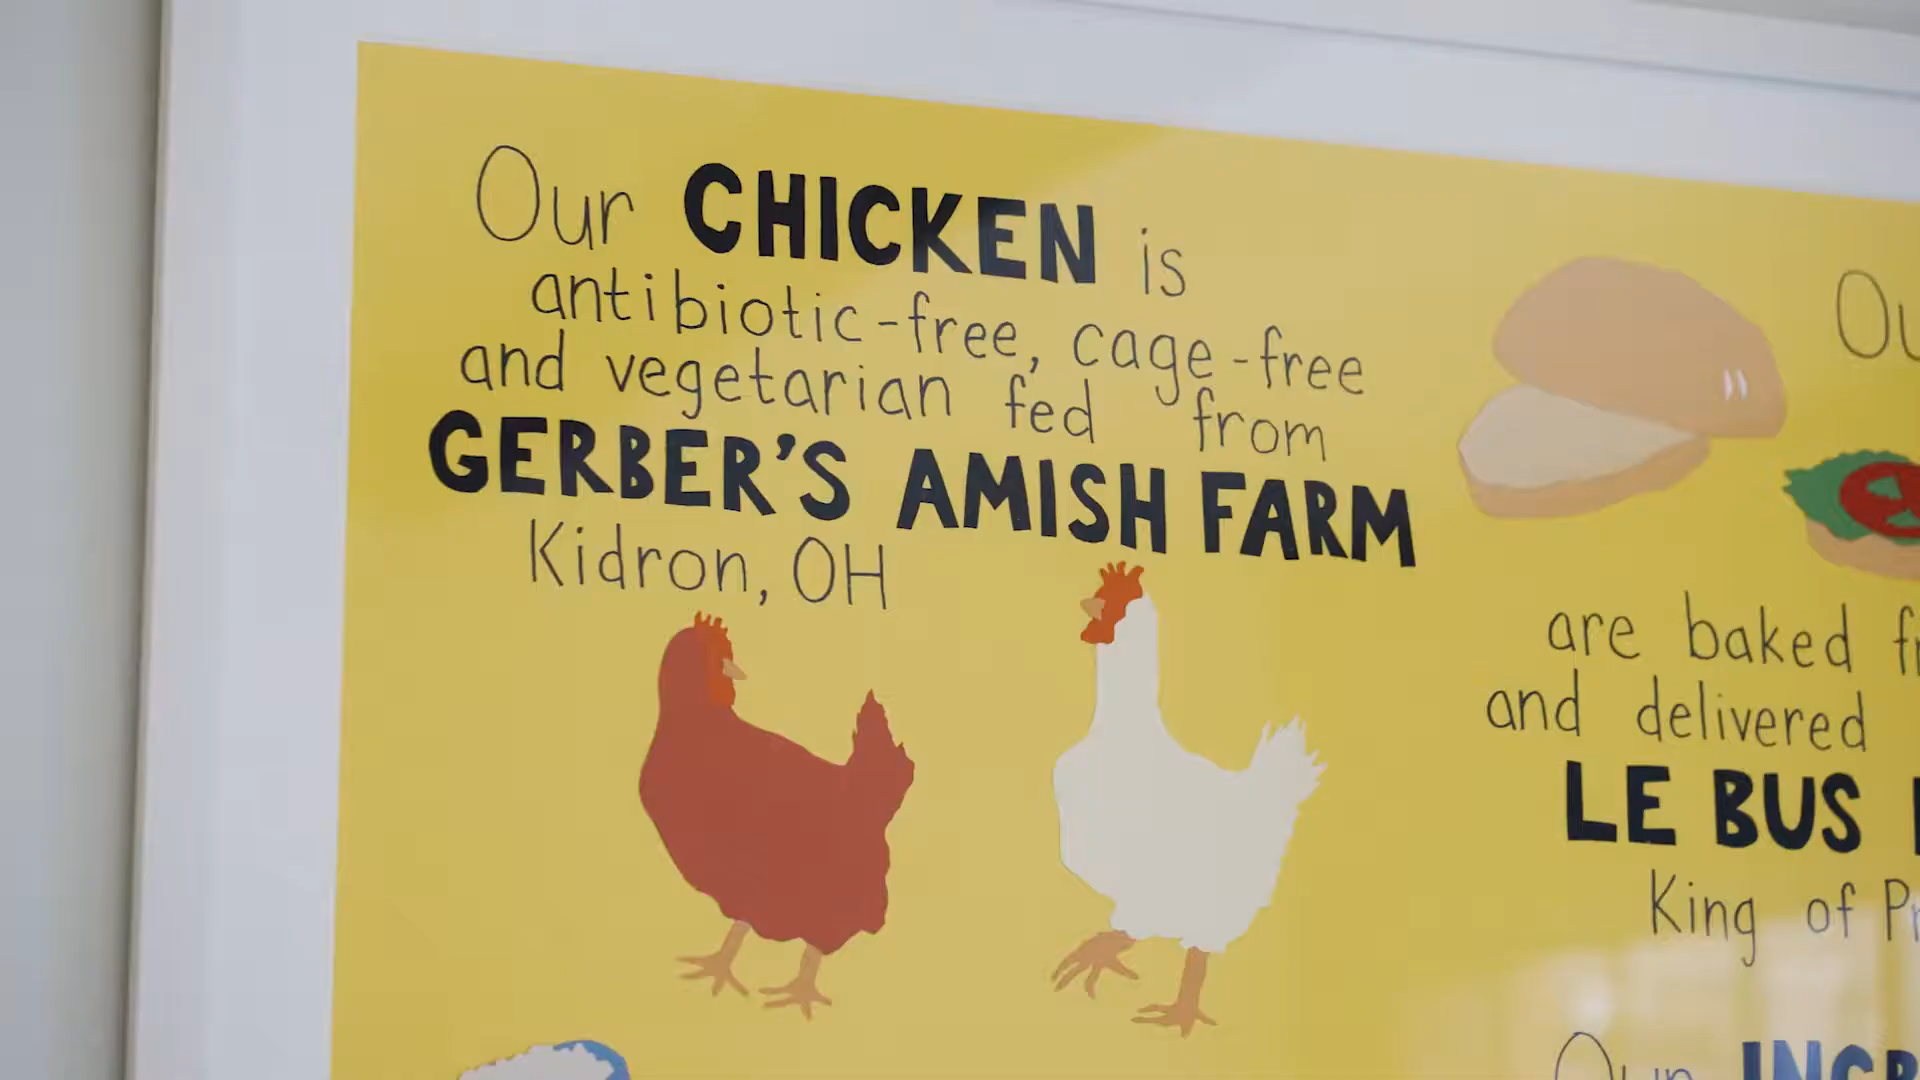 Our CHICKEN is
antibiotic-free, cage-free
and vegetarian fed from
GERBER'S AMISH FARM
Kidron, OH
are baked
and delivered
LE BUS
King of
Our